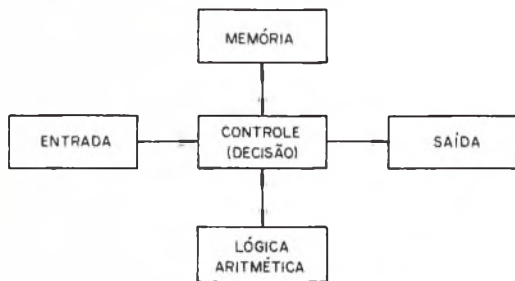 MEMÓRIA
ENTRADA
CONTROLE
(DECISÃO)
SAÍDA
LÓGICA
ARITMÉTICA